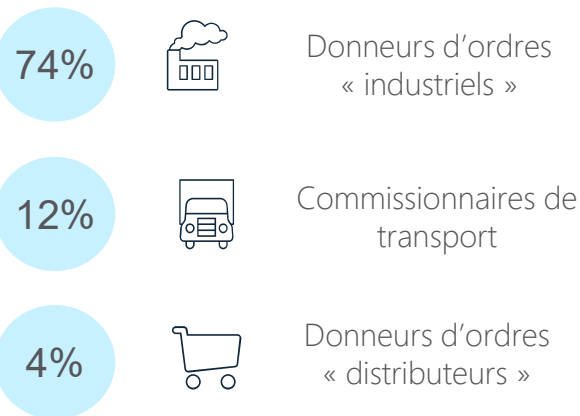 74%
Donneurs d’ordres
« industriels »
12%
Commissionnaires de
transport
4%
Donneurs d’ordres
« distributeurs »